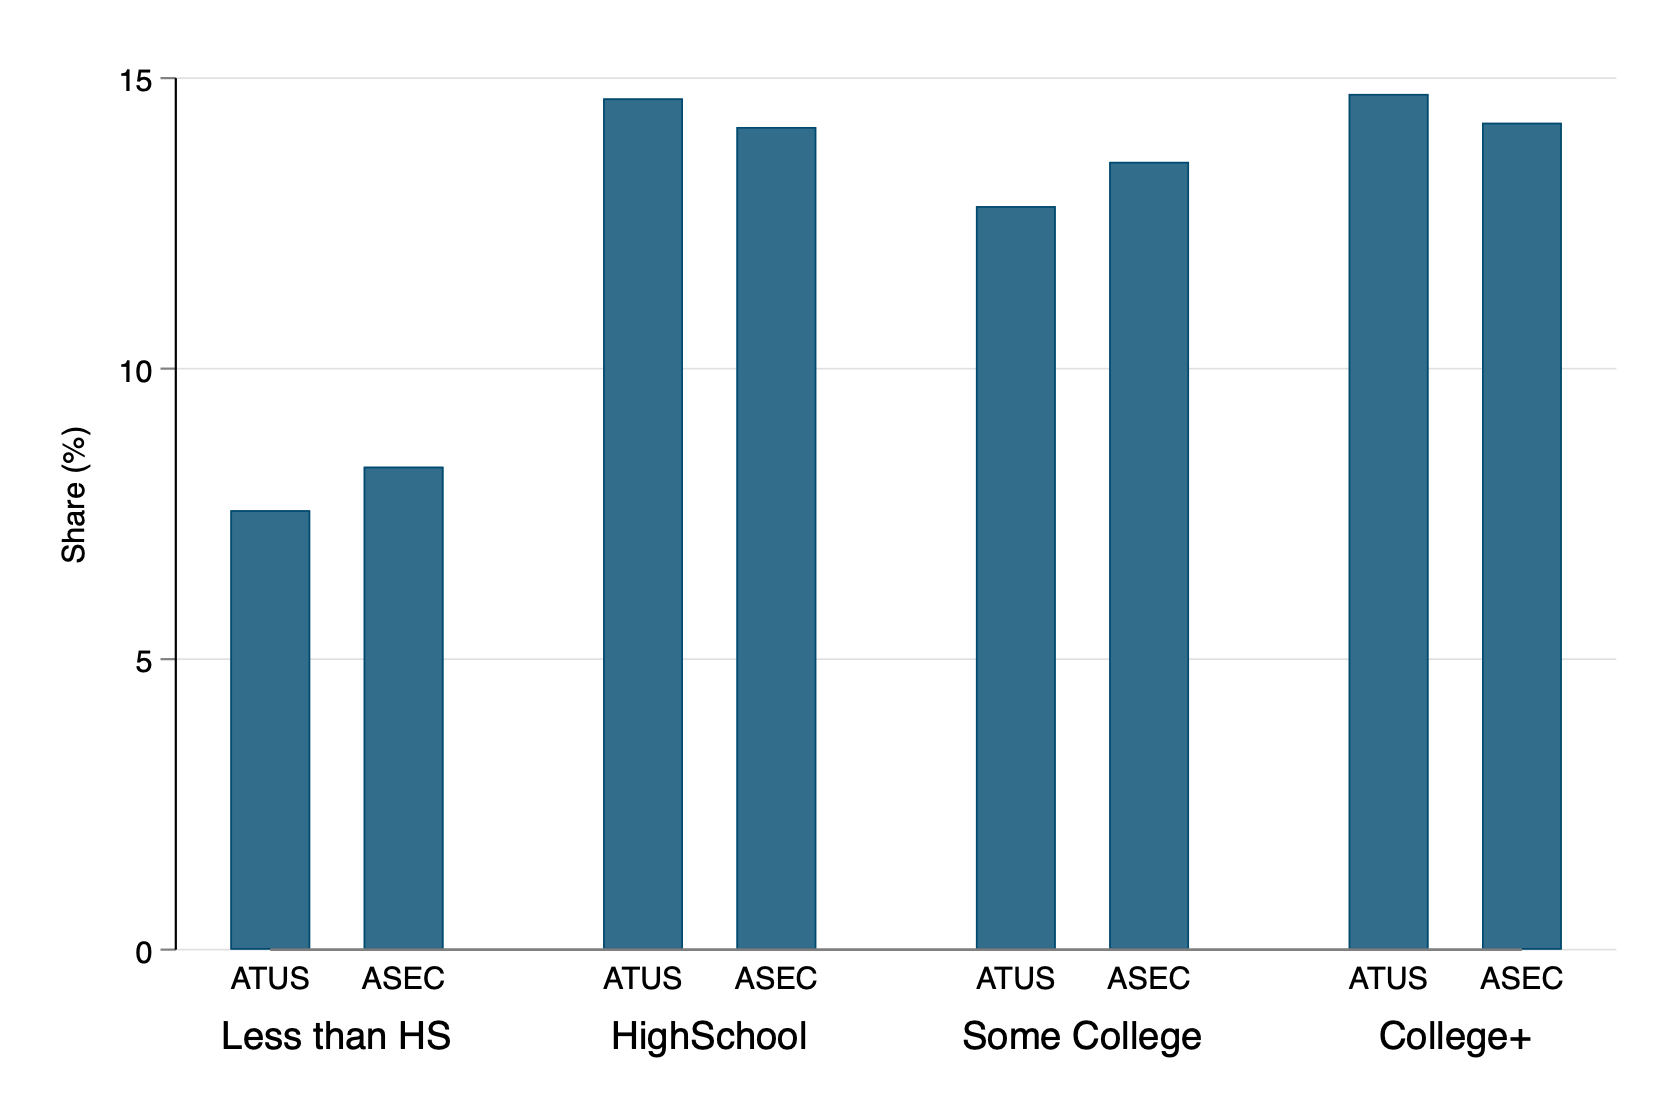 Share (%)
15
10
5
0
ATUS ASEC ATUS ASEC ATUS ASEC ATUS ASEC
Less than HS HighSchool Some College College+